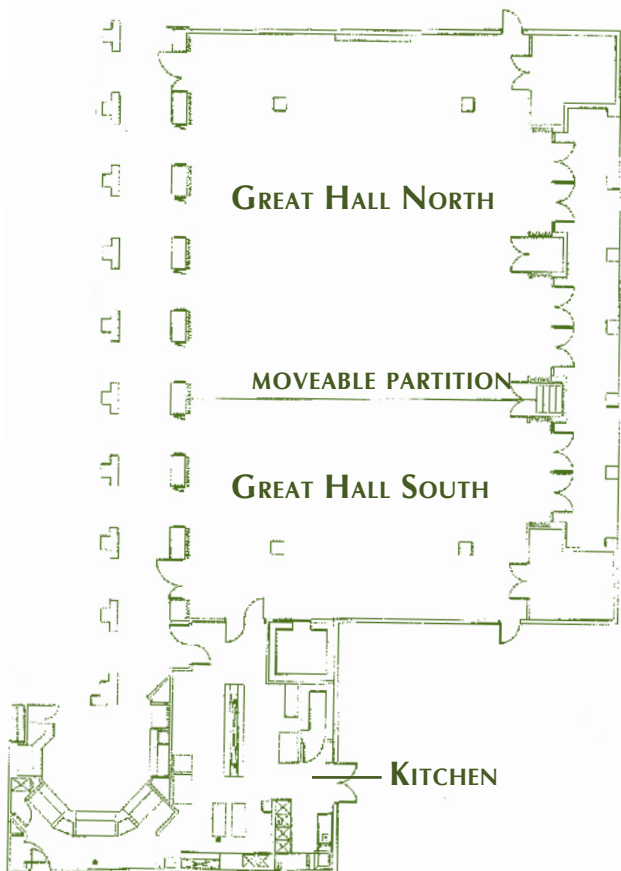 Great Hall North
moveable partition
Great Hall South
Kitchen